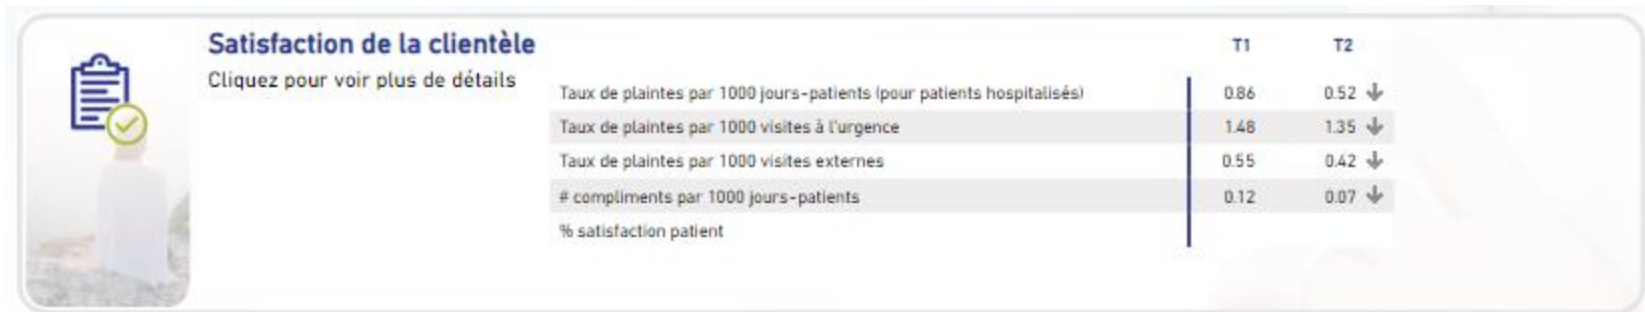 Satisfaction de la clientèle
Cliquez pour voir plus de détails
T1 T2
Taux de plaintes par 1000 jours-patients (pour patients hospitalisés) 0.86 0.52
Taux de plaintes par 1000 visites à l'urgence 1.48 1.35
Taux de plaintes par 1000 visites externes 0.55 0.42
# compliments par 1000 jours-patients 0.12 0.07
% satisfaction patient